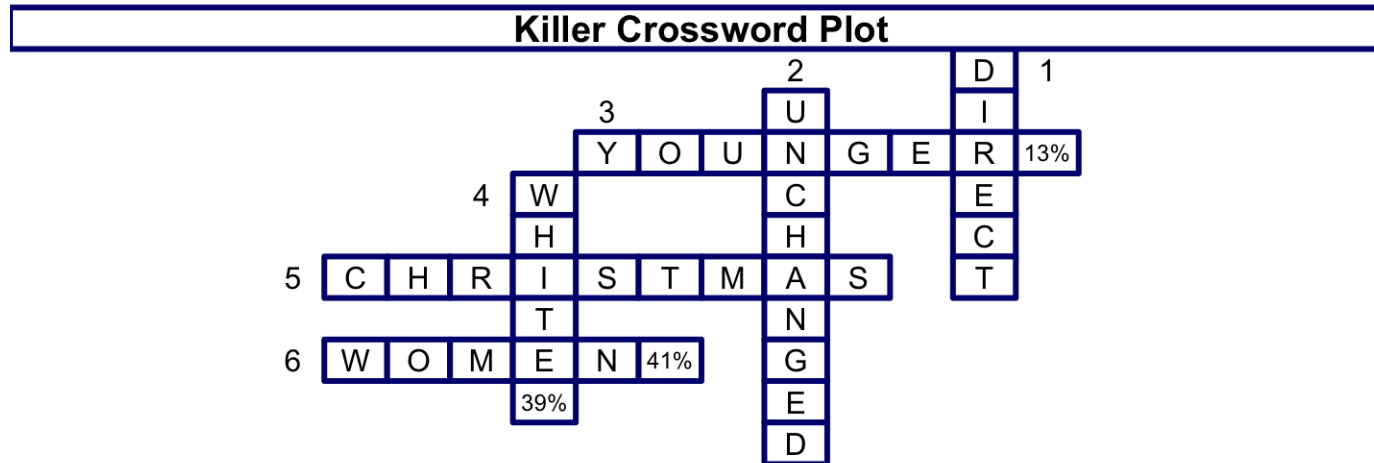 Killer Crossword Plot
2 D 1
3 U I
Y O U N G E R 13%
4 W C E
H H C
5 C H R I S T M A S T
T N
6 W O M E N 41% G
39% E
D